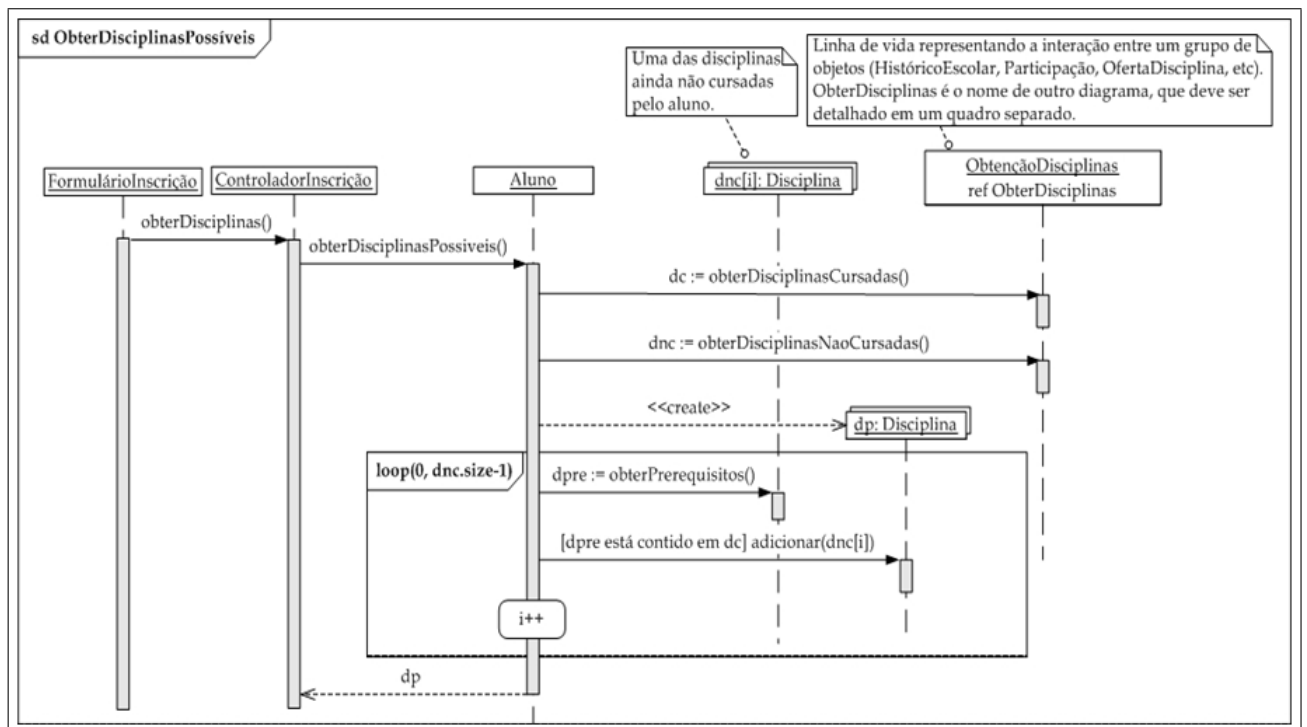 sd ObterDisciplinasPossíveis
Uma das disciplinas
ainda não cursadas
pelo aluno.
Linha de vida representando a interação entre um grupo de
objetos (HistóricoEscolar, Participação, OfertaDisciplina, etc).
ObterDisciplinas é o nome de outro diagrama, que deve ser
detalhado em um quadro separado.
FormulárioInscrição
ControladorInscrição
Aluno
dnc[i]: Disciplina
ObtençãoDisciplinas
ref ObterDisciplinas
obterDisciplinas()
obterDisciplinasPossiveis()
dc := obterDisciplinasCursadas()
dnc := obterDisciplinasNaoCursadas()
<<create>>
dp: Disciplina
loop(0, dnc.size-1)
dpre := obterPrerequisitos()
[dpre está contido em dc] adicionar(dnc[i])
i++
dp